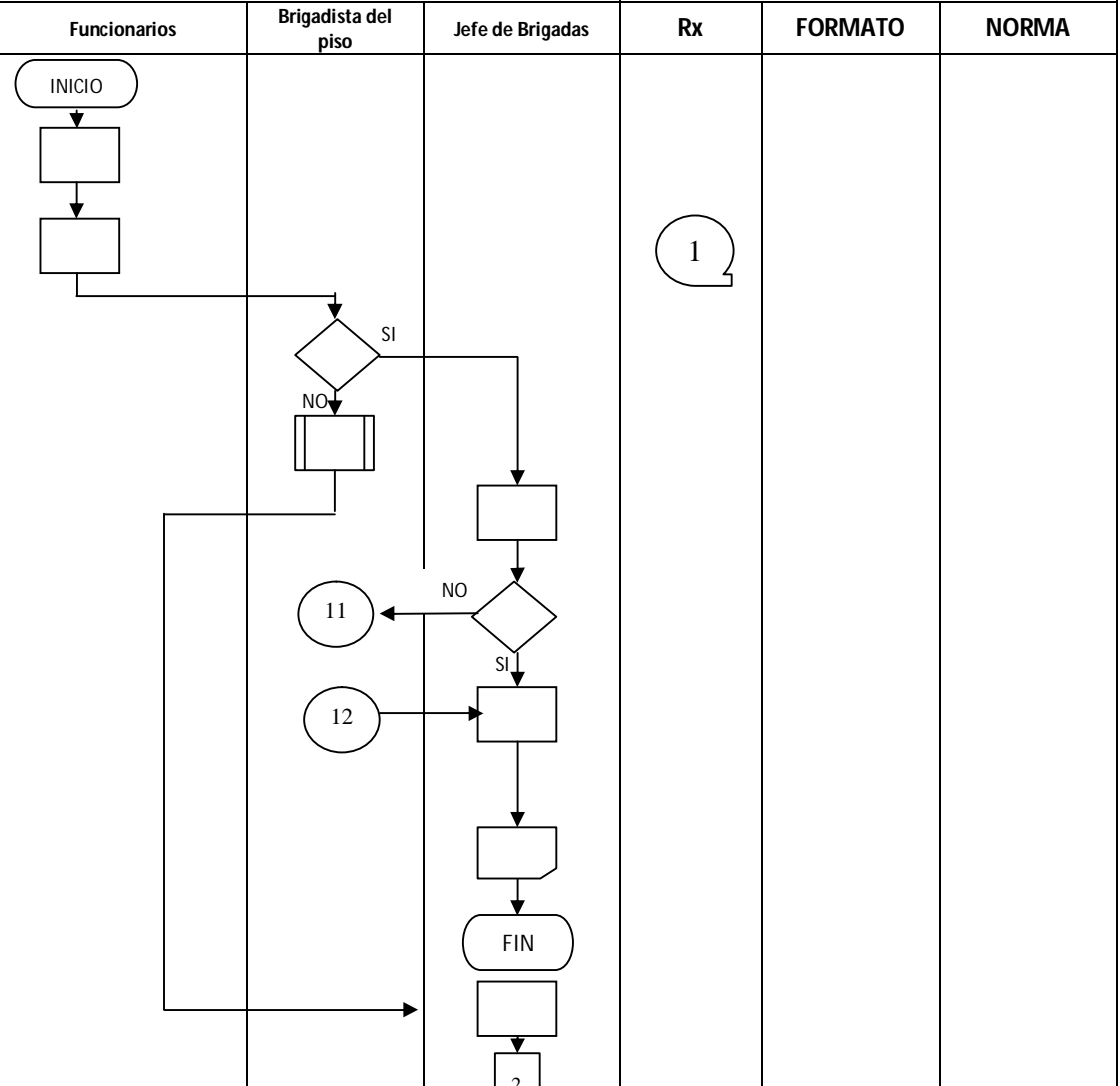 Funcionarios
Brigadista del
piso
Jefe de Brigadas
Rx
FORMATO
NORMA
INICIO
1
SI
NO
NO
11
SI
12
FIN
2